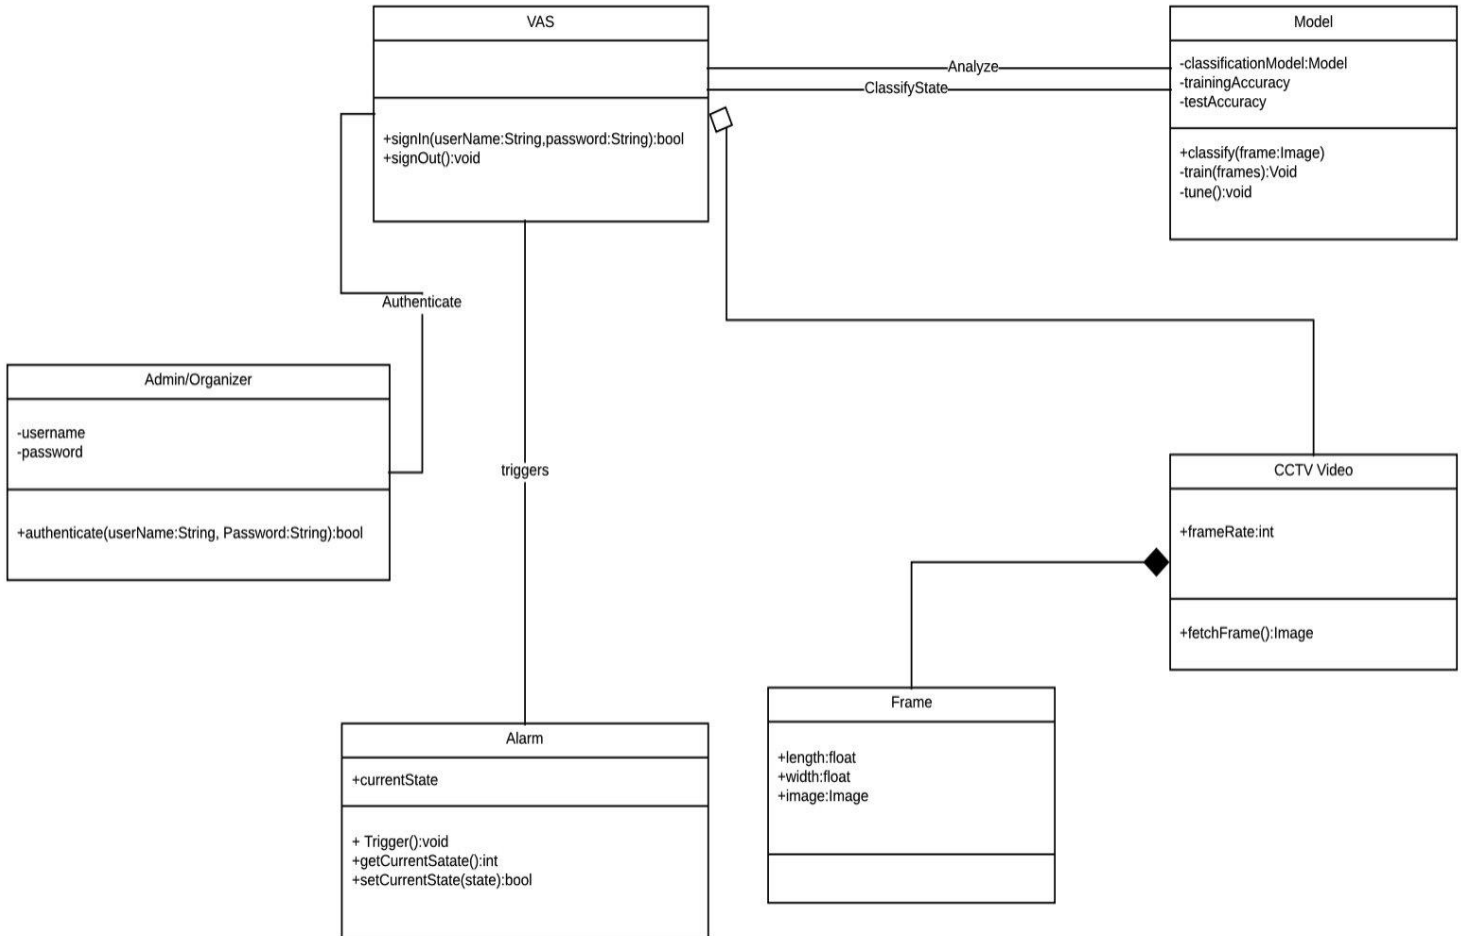 VAS
+signIn(userName:String,password:String):bool
+signOut():void
Analyze
ClassifyState
Model
-classificationModel:Model
-trainingAccuracy
-testAccuracy
+classify(frame:Image)
-train(frames):Void
-tune():void
Authenticate
Admin/Organizer
-username
-password
+authenticate(userName:String, Password:String):bool
triggers
CCTV Video
+frameRate:int
+fetchFrame():Image
Alarm
+currentState
+ Trigger():void
+getCurrentSatate():int
+setCurrentState(state):bool
Frame
+length:float
+width:float
+image:Image